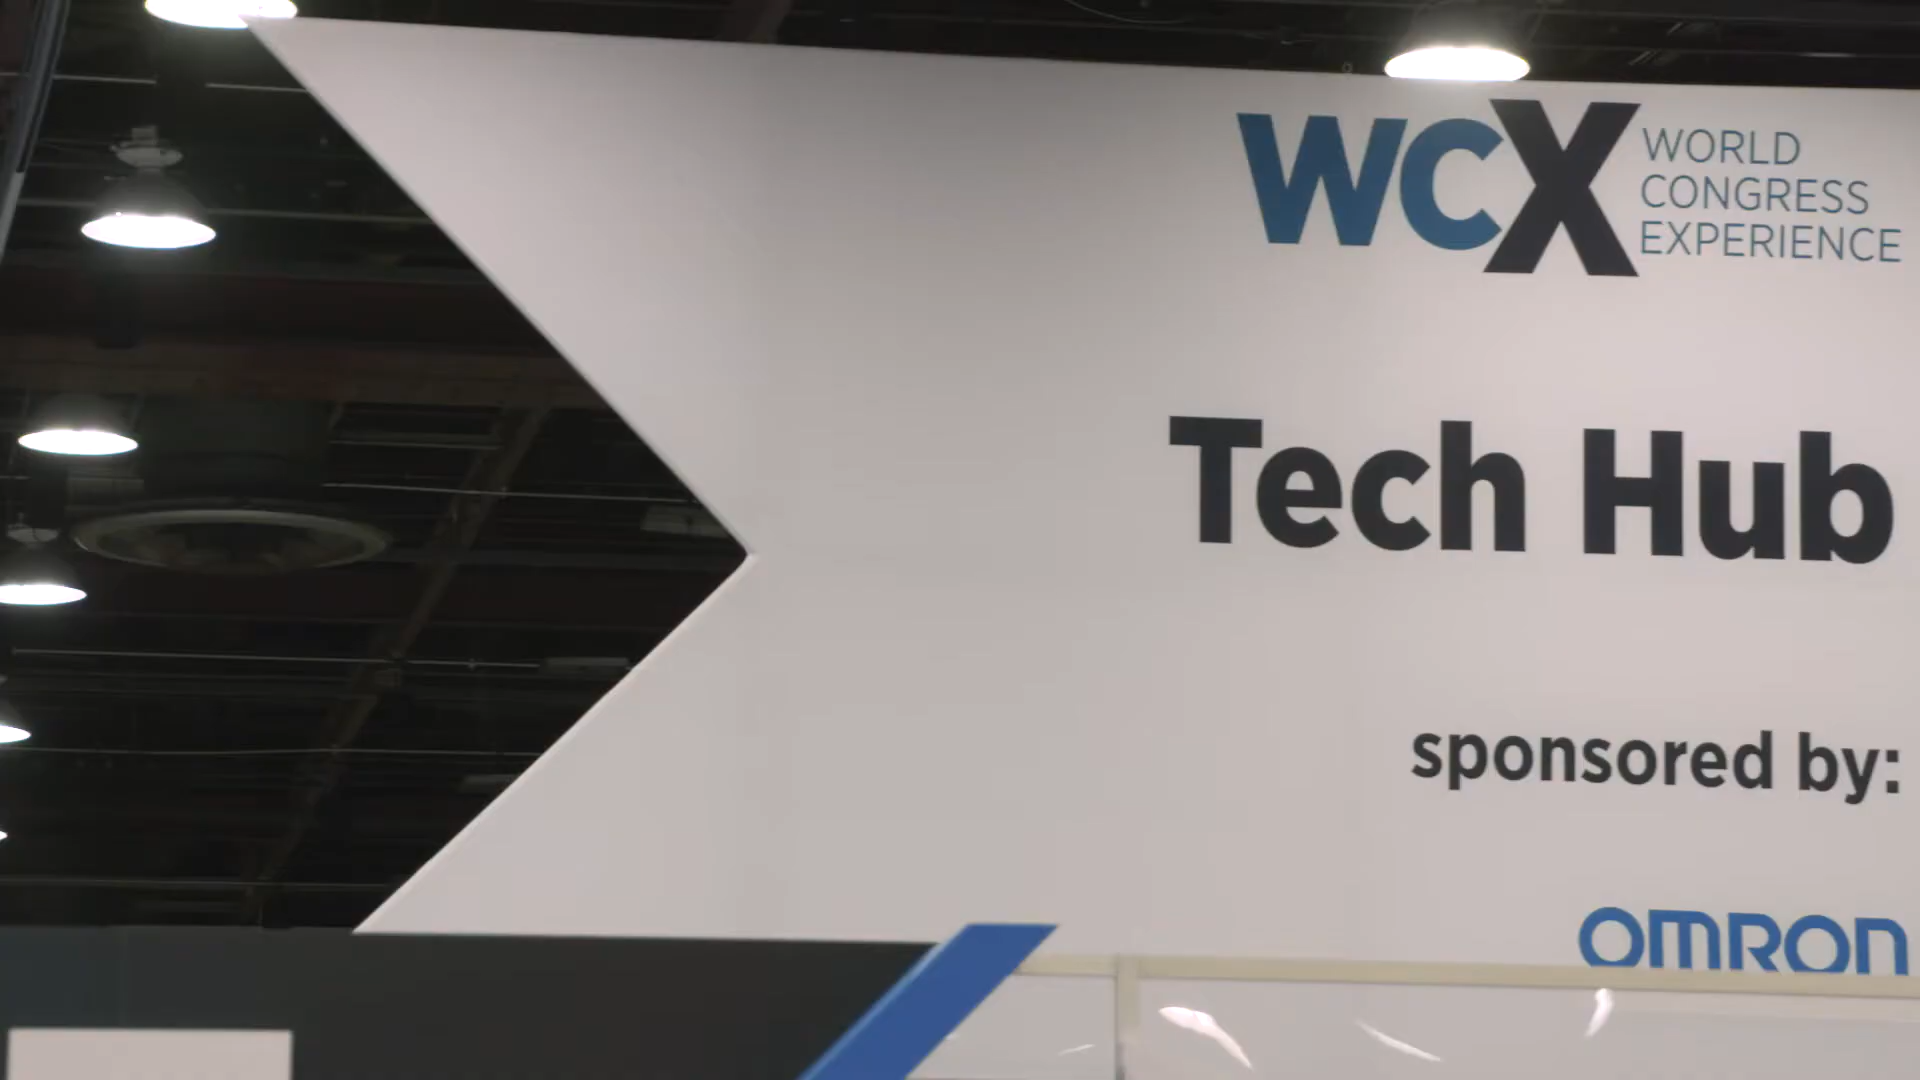 WCX
WORLD
CONGRESS
EXPERIENCE
Tech Hub
sponsored by:
OMRON